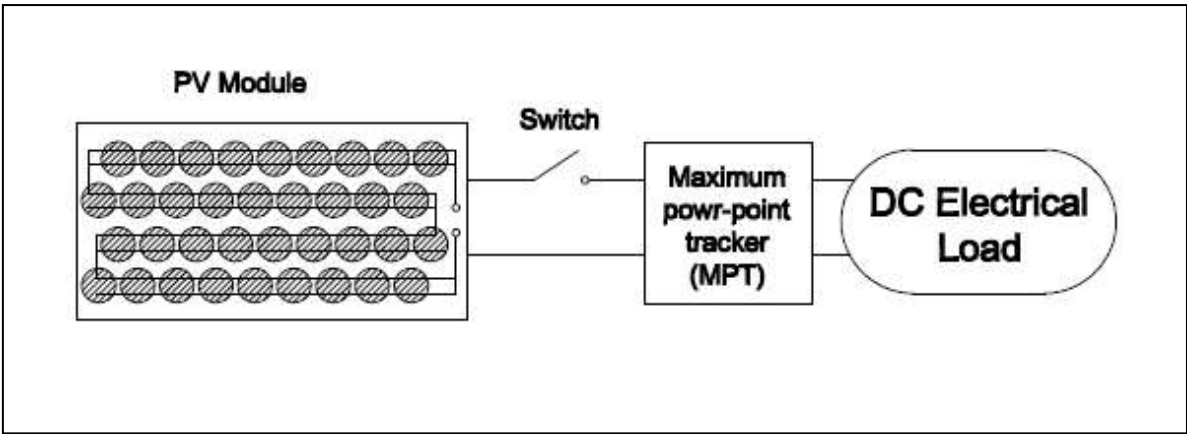 PV Module
Switch
Maximum
powr-point
tracker
(MPT)
DC Electrical
Load